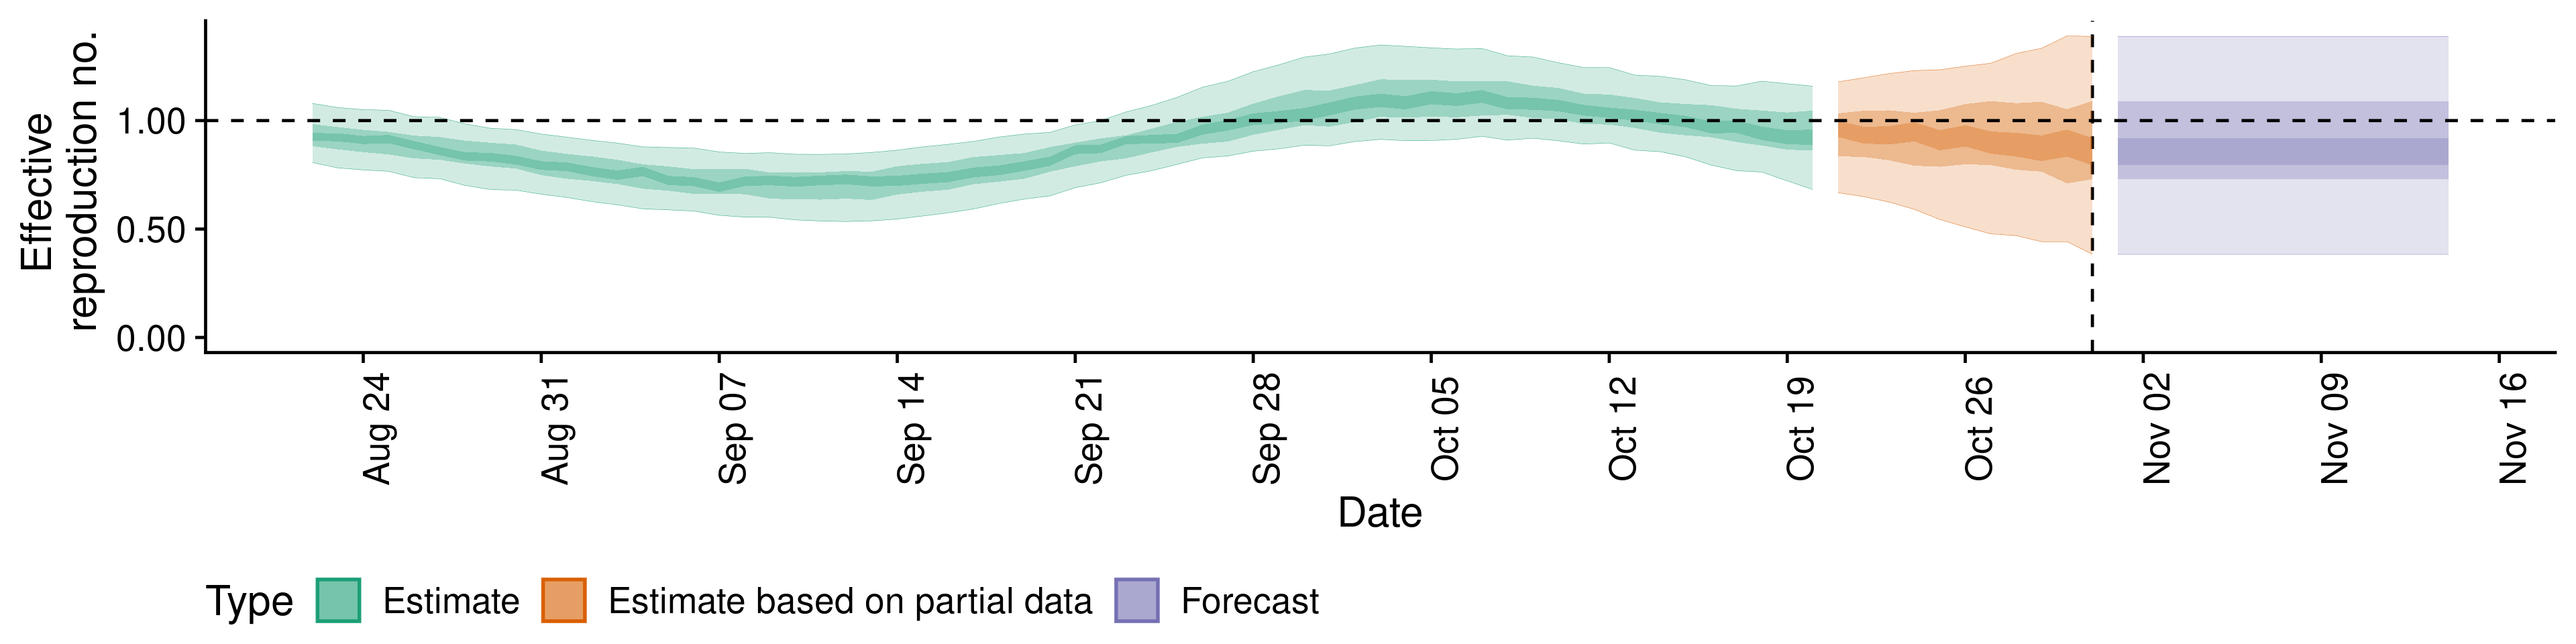 Effective
reproduction no.
1.00
0.50
0.00
Aug 24
Aug 31
Sep 07
Sep 14
Sep 21
Sep 28
Oct 05
Oct 12
Oct 19
Oct 26
Nov 02
Nov 09
Nov 16
Date
Type Estimate Estimate based on partial data Forecast